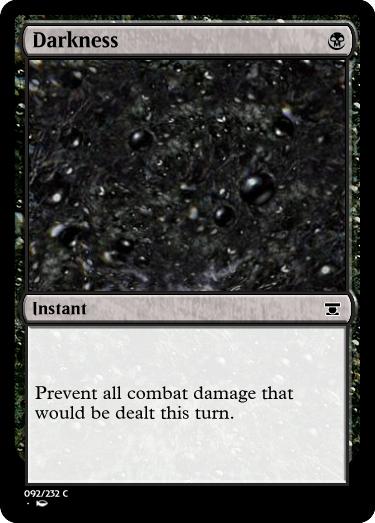 Darkness
Instant
Prevent all combat damage that
would be dealt this turn.
092/232 C